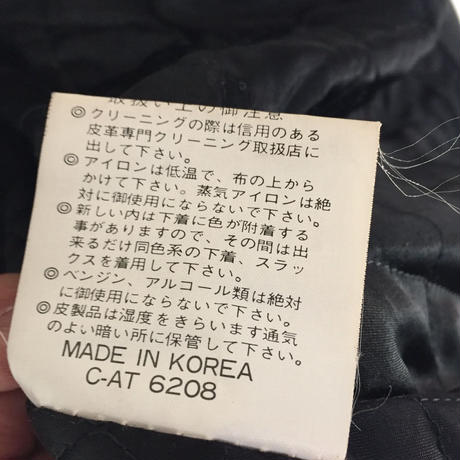 取扱い上の御注意
◎クリーニングの際は信用のある
皮革専門クリーニング取扱店に
出して下さい。
◎アイロンは低温で、布の上から
かけて下さい。蒸気アイロンは絶
対に御使用にならないで下さい。
◎新しい内は下着に色が附着する
事がありますので、その間は出
来るだけ同色系の下着、スラッ
クスを着用して下さい。
◎ベンジン、アルコール類は絶対
に御使用にならないで下さい。
◎皮製品は湿度をきらいます通気
のよい暗い所に保管して下さい。
MADE IN KOREA
C-AT 6208